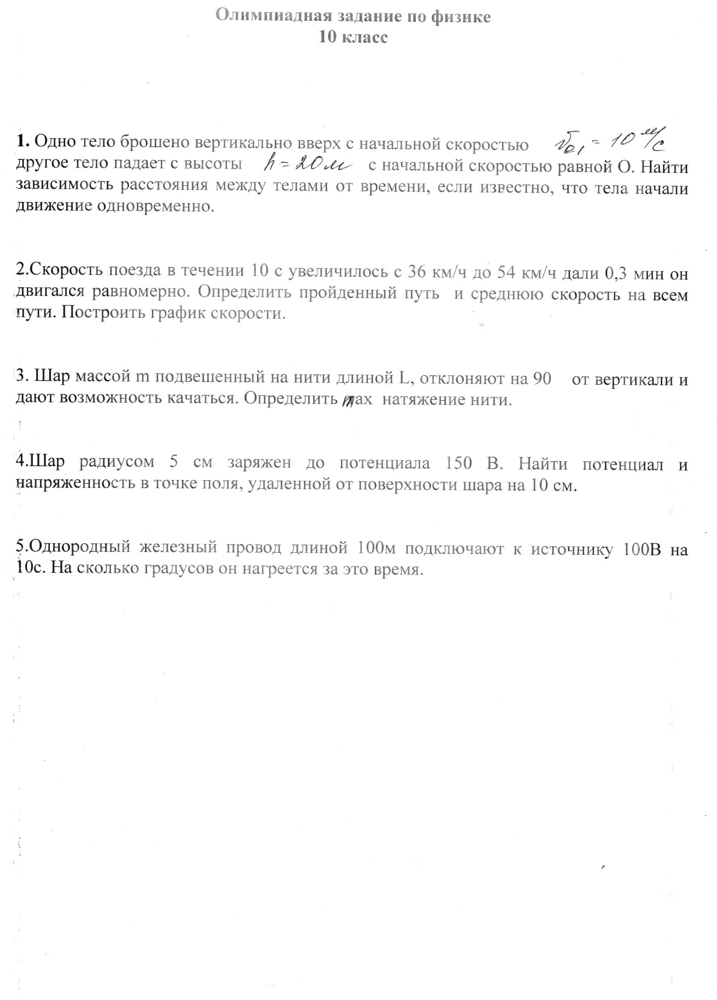 Олимпиадная задание по физике
10 класс
1. Одно тело брошено вертикально вверх с начальной скоростью v₀₁ = 10 м/с
другое тело падает с высоты h = 20 м с начальной скоростью равной О. Найти
зависимость расстояния между телами от времени, если известно, что тела начали
движение одновременно.
2.Скорость поезда в течении 10 с увеличилось с 36 км/ч до 54 км/ч дали 0,3 мин он
двигался равномерно. Определить пройденный путь и среднюю скорость на всем
пути. Построить график скорости.
3. Шар массой m подвешенный на нити длиной L, отклоняют на 90 от вертикали и
дают возможность качаться. Определить max натяжение нити.
4.Шар радиусом 5 см заряжен до потенциала 150 В. Найти потенциал и
напряженность в точке поля, удаленной от поверхности шара на 10 см.
5.Однородный железный провод длиной 100м подключают к источнику 100В на
10с. На сколько градусов он нагреется за это время.